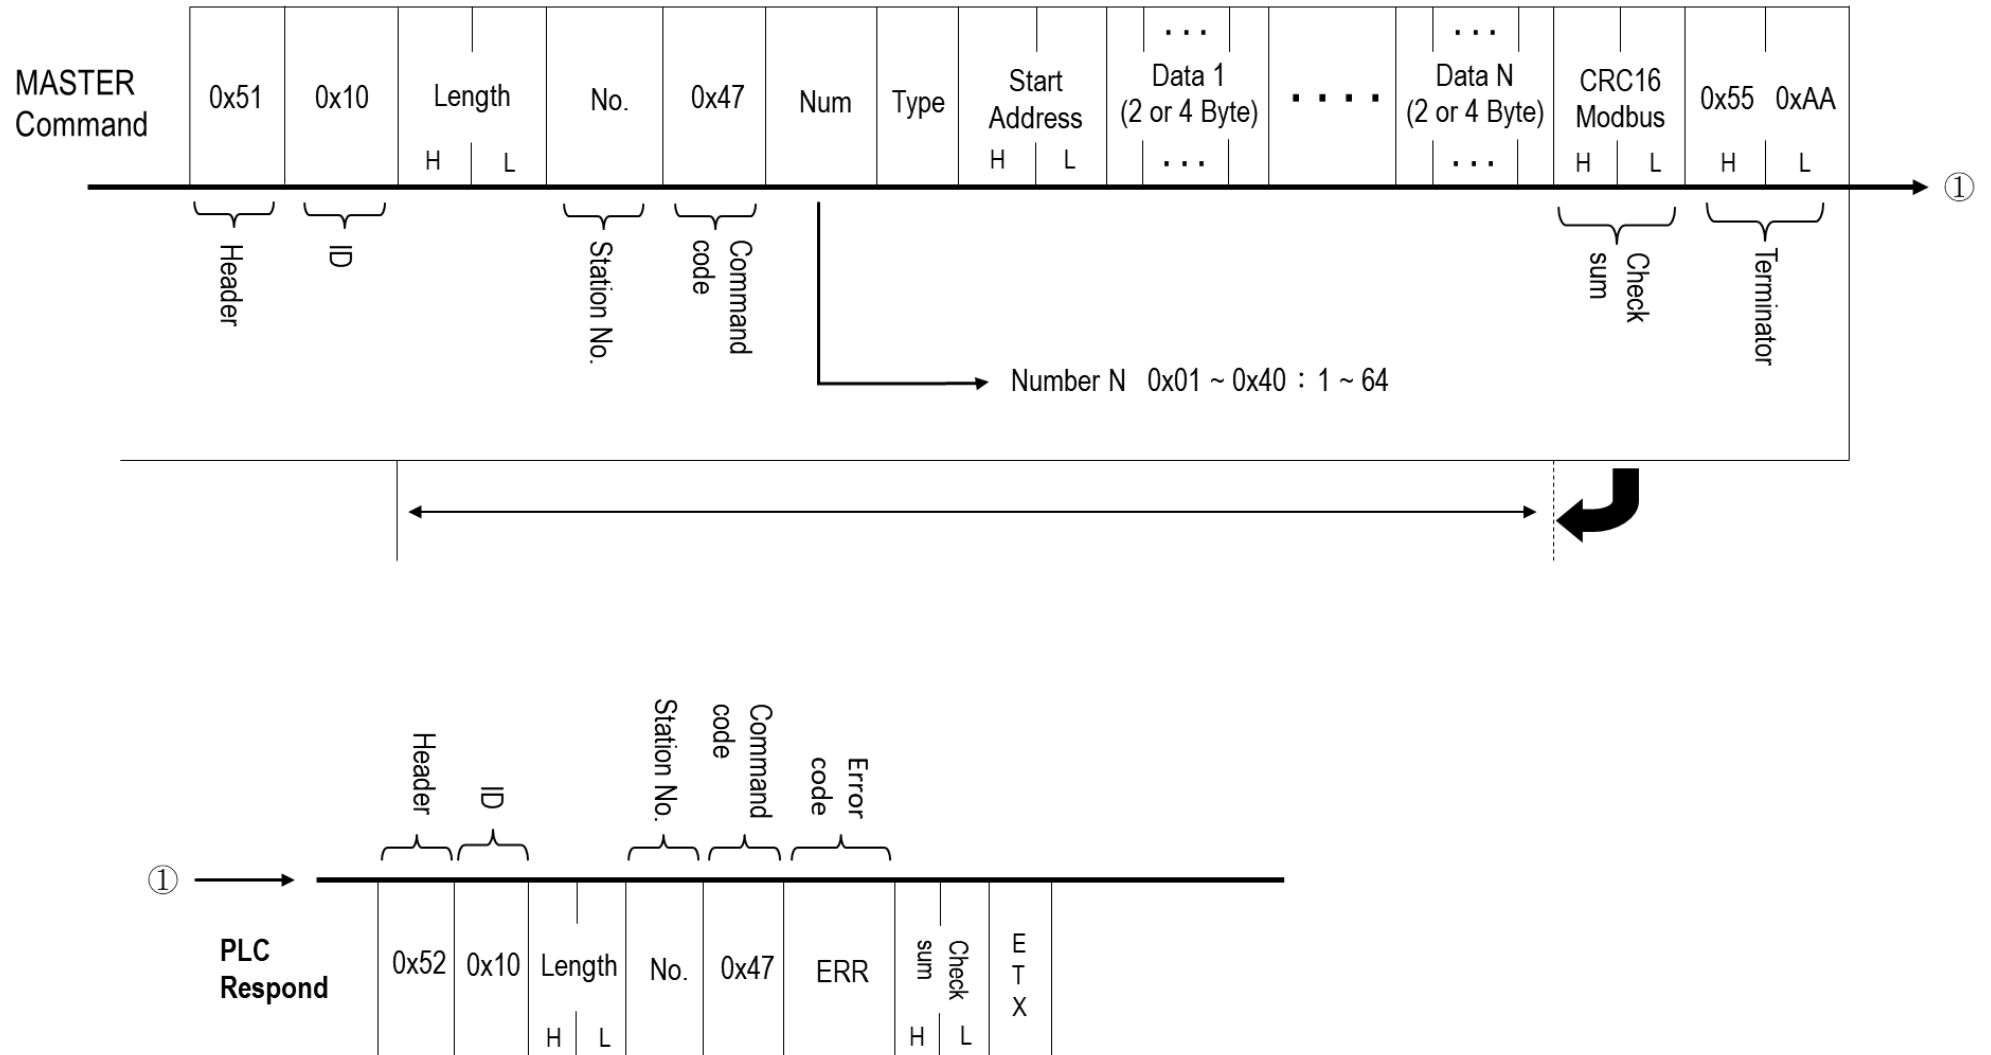 MASTER
Command
0x51
0x10
Length
H L
No.
0x47
Num
Type
Start
Address
H L
. . .
Data 1
(2 or 4 Byte)
. . .
. . . .
. . .
Data N
(2 or 4 Byte)
. . .
CRC16
Modbus
H L
0x55 0xAA
H L
①
Header
ID
Station No.
Command
code
Check
sum
Terminator
Number N 0x01 ~ 0x40 : 1 ~ 64
Header
ID
Station No.
Command
code
Error
code
①
PLC
Respond
0x52
0x10
Length
H L
No.
0x47
ERR
Check
sum
H L
E
T
X